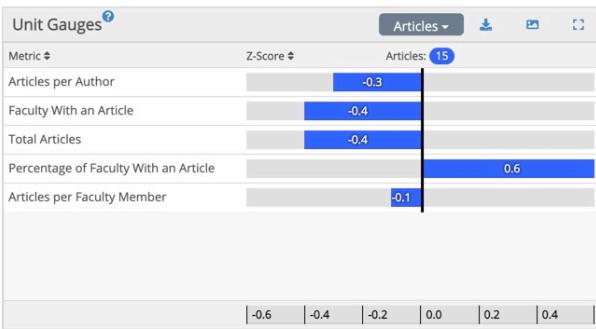 Unit Gauges ? Articles
Metric Z-Score Articles: 15
Articles per Author -0.3
Faculty With an Article -0.4
Total Articles -0.4
Percentage of Faculty With an Article 0.6
Articles per Faculty Member -0.1
-0.6 -0.4 -0.2 0.0 0.2 0.4